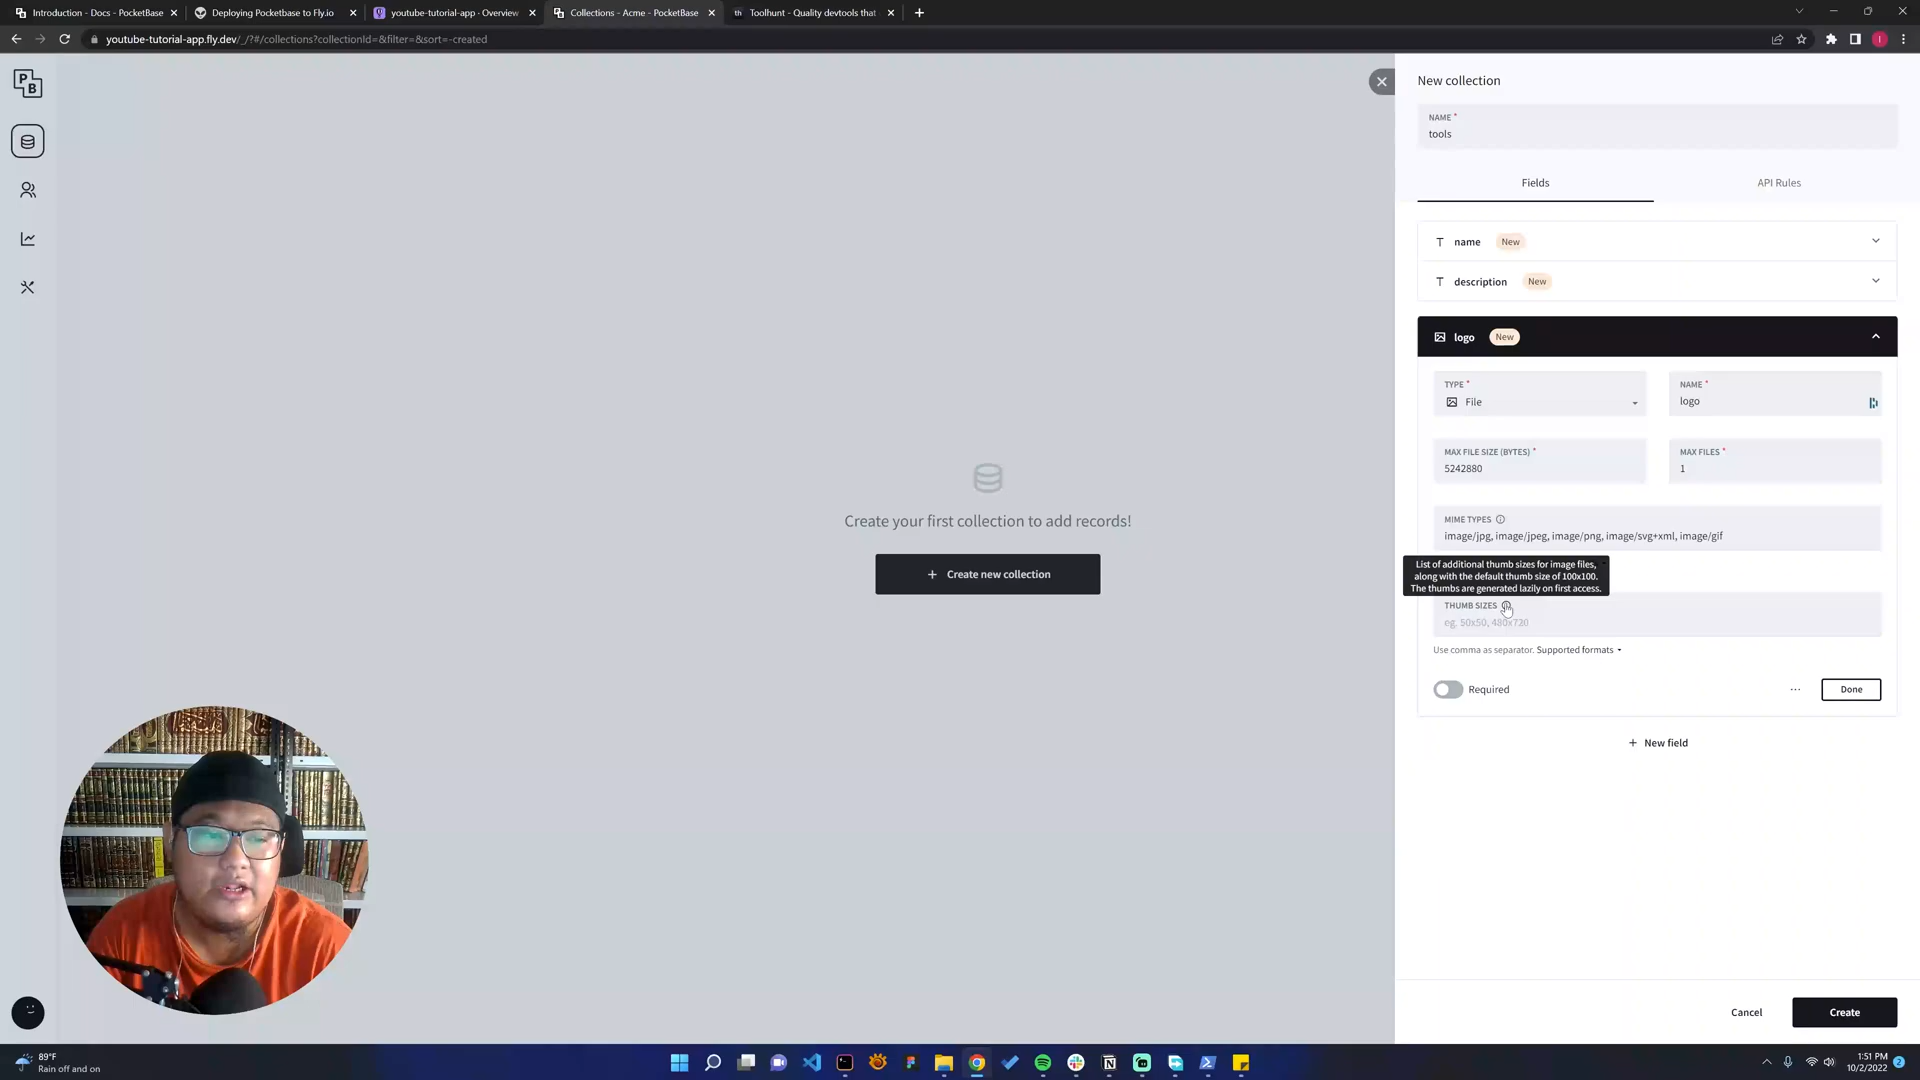 Introduction - Docs - PocketBase
Deploying Pocketbase to Fly.io
youtube-tutorial-app · Overview
Collections - Acme - PocketBase
th Toolhunt - Quality devtools that
youtube-tutorial-app.fly.dev/_/?#/collections?collectionId=&filter=&sort=-created
I
P
B
New collection
NAME *
tools
Fields
API Rules
T name New
T description New
logo New
TYPE *
File
NAME *
logo
MAX FILE SIZE (BYTES) *
5242880
MAX FILES *
1
MIME TYPES
image/jpg, image/jpeg, image/png, image/svg+xml, image/gif
List of additional thumb sizes for image files,
along with the default thumb size of 100x100.
The thumbs are generated lazily on first access.
THUMB SIZES
eg. 50x50, 480x720
Use comma as separator. Supported formats
Required
Done
+ New field
Create your first collection to add records!
+ Create new collection
Cancel
Create
89°F
Rain off and on
1:51 PM
10/2/2022
2